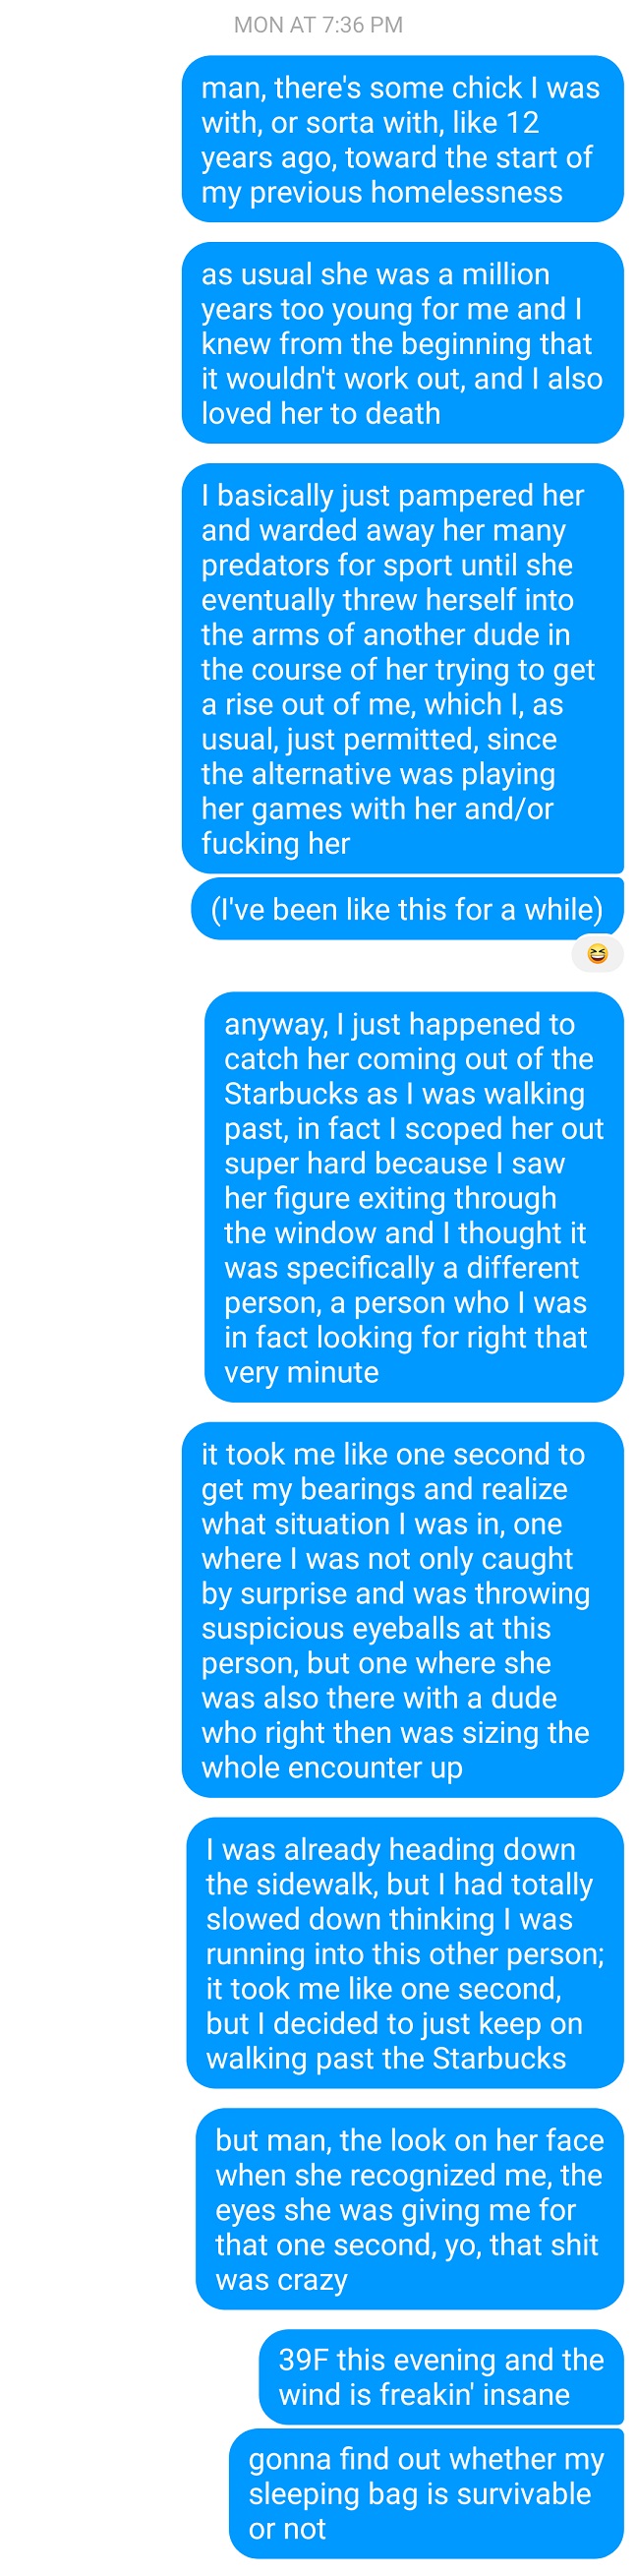 MON AT 7:36 PM
man, there's some chick I was
with, or sorta with, like 12
years ago, toward the start of
my previous homelessness
as usual she was a million
years too young for me and I
knew from the beginning that
it wouldn't work out, and I also
loved her to death
I basically just pampered her
and warded away her many
predators for sport until she
eventually threw herself into
the arms of another dude in
the course of her trying to get
a rise out of me, which I, as
usual, just permitted, since
the alternative was playing
her games with her and/or
fucking her
(I've been like this for a while)
anyway, I just happened to
catch her coming out of the
Starbucks as I was walking
past, in fact I scoped her out
super hard because I saw
her figure exiting through
the window and I thought it
was specifically a different
person, a person who I was
in fact looking for right that
very minute
it took me like one second to
get my bearings and realize
what situation I was in, one
where I was not only caught
by surprise and was throwing
suspicious eyeballs at this
person, but one where she
was also there with a dude
who right then was sizing the
whole encounter up
I was already heading down
the sidewalk, but I had totally
slowed down thinking I was
running into this other person;
it took me like one second,
but I decided to just keep on
walking past the Starbucks
but man, the look on her face
when she recognized me, the
eyes she was giving me for
that one second, yo, that shit
was crazy
39F this evening and the
wind is freakin' insane
gonna find out whether my
sleeping bag is survivable
or not